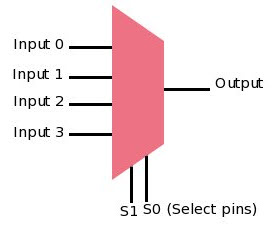 Input 0
Input 1
Output
Input 2
Input 3
S1 S0 (Select pins)